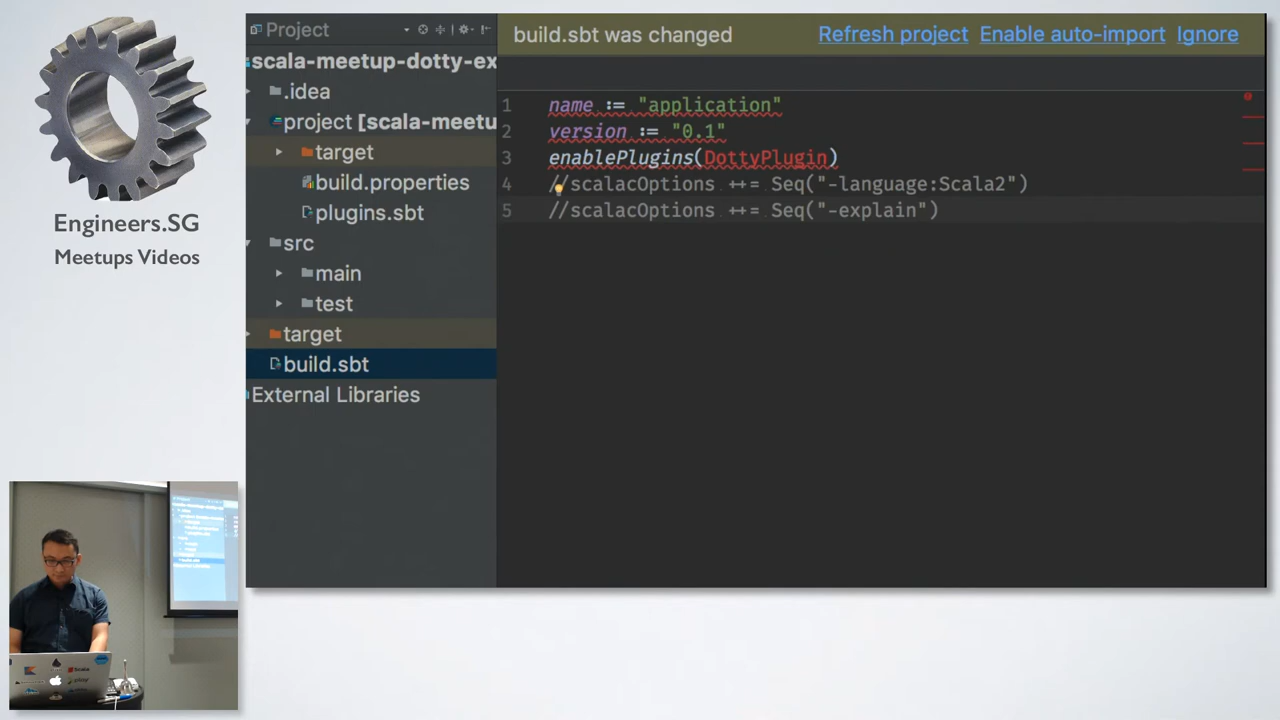 Engineers.SG
Meetups Videos
Project
scala-meetup-dotty-ex
.idea
project [scala-meetu
target
build.properties
plugins.sbt
src
main
test
target
build.sbt
External Libraries
build.sbt was changed
Refresh project
Enable auto-import
Ignore
1 name := "application"
2 version := "0.1"
3 enablePlugins(DottyPlugin)
4 //scalacOptions ++= Seq("-language:Scala2")
5 //scalacOptions ++= Seq("-explain")